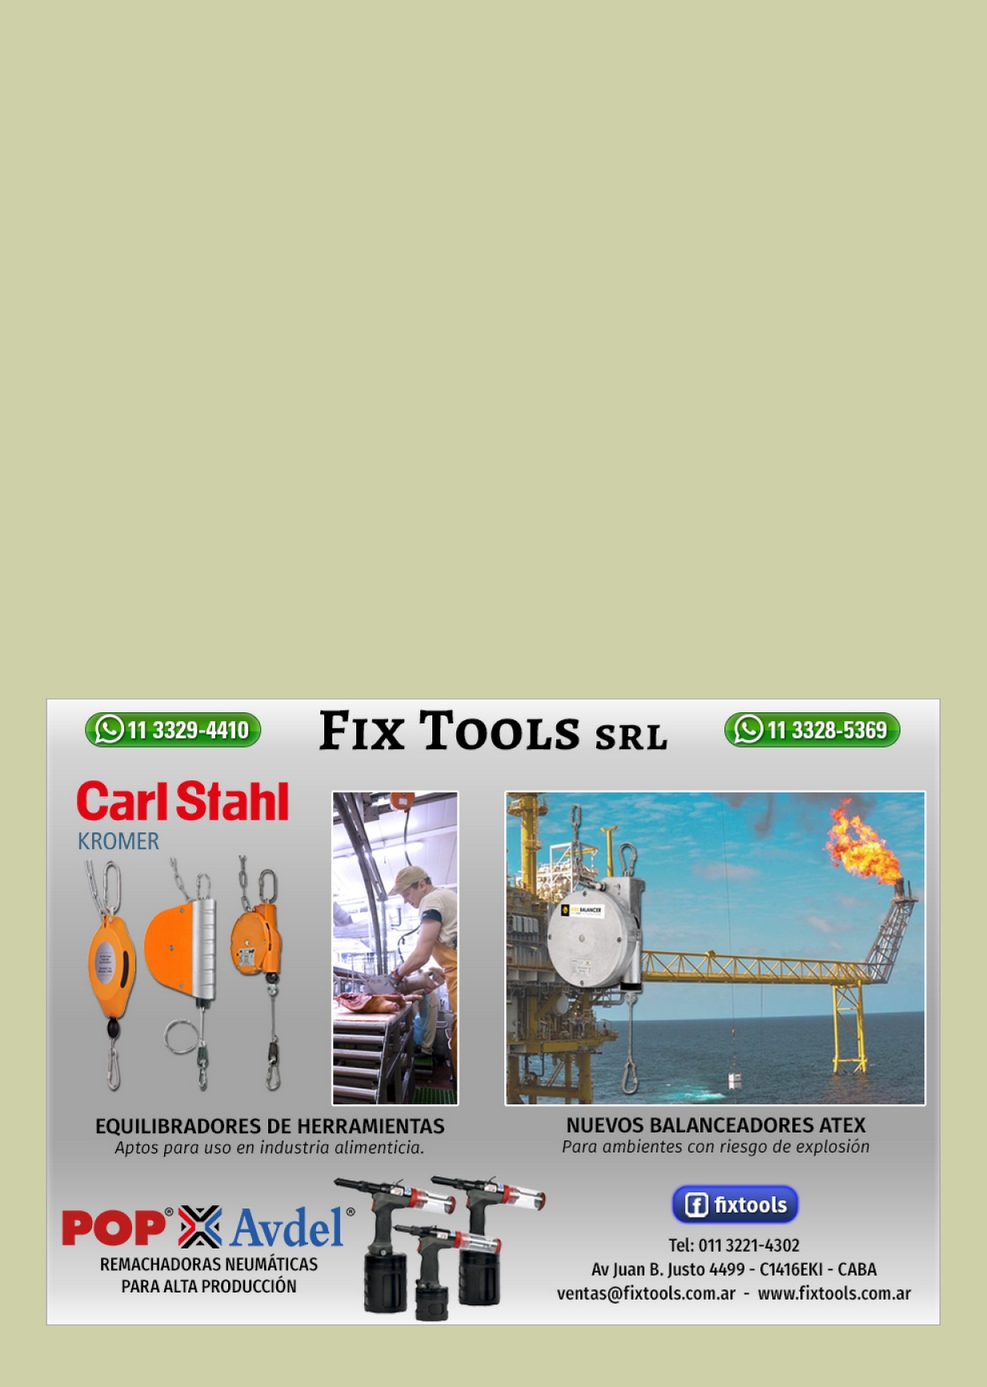 11 3329-4410
Fix Tools SRL
11 3328-5369
Carl Stahl
KROMER
BALANCER
EQUILIBRADORES DE HERRAMIENTAS
Aptos para uso en industria alimenticia.
NUEVOS BALANCEADORES ATEX
Para ambientes con riesgo de explosión
POP® Avdel®
REMACHADORAS NEUMÁTICAS
PARA ALTA PRODUCCIÓN
fixtools
Tel: 011 3221-4302
Av Juan B. Justo 4499 - C1416EKI - CABA
ventas@fixtools.com.ar - www.fixtools.com.ar